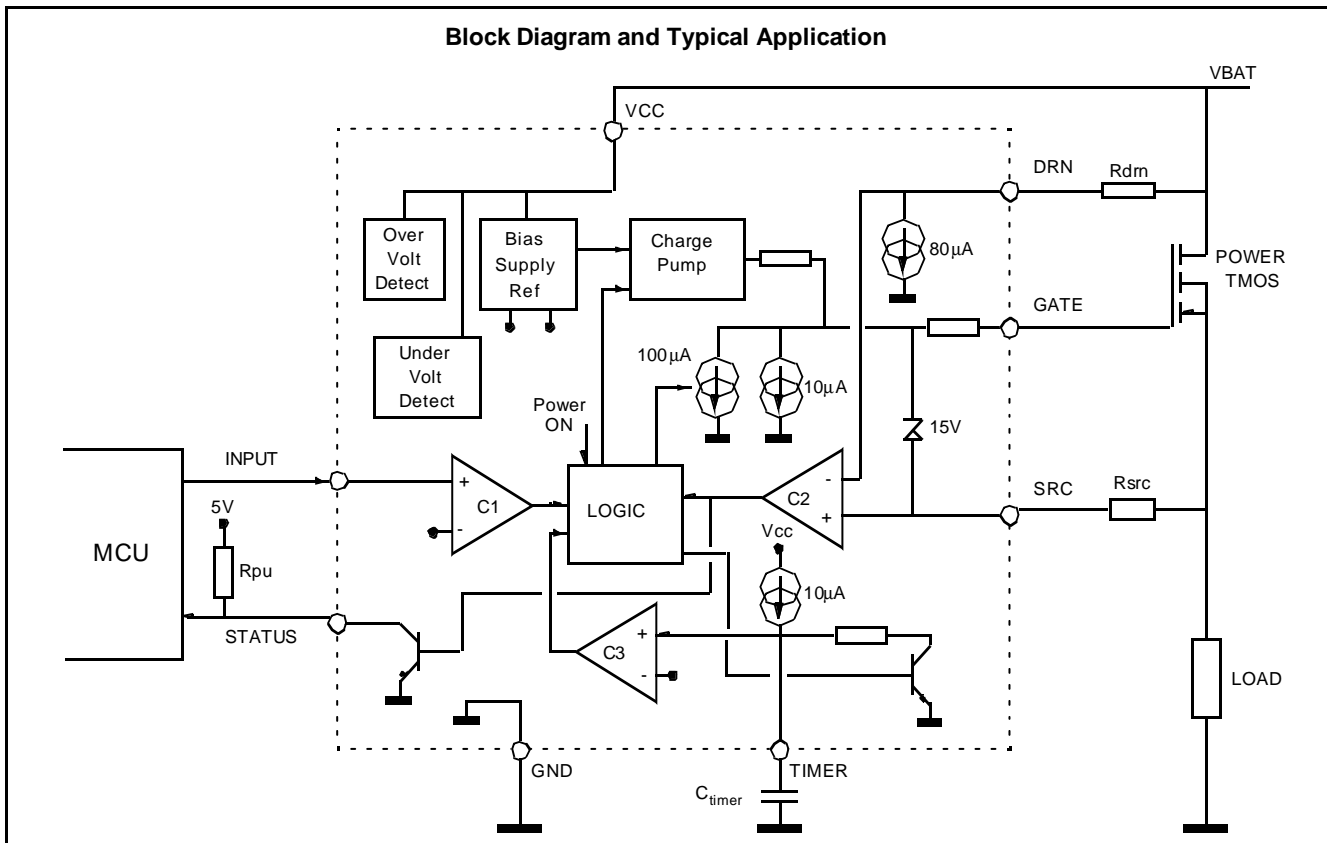 Block Diagram and Typical Application
VBAT
VCC
DRN
Rdrn
Over
Volt
Detect
Bias
Supply
Ref
Charge
Pump
80µA
POWER
TMOS
GATE
Under
Volt
Detect
100µA
10µA
Power
ON
15V
INPUT
+
C1
-
LOGIC
-
C2
+
SRC
Rsrc
5V
MCU
Rpu
Vcc
10µA
STATUS
+
C3
-
LOAD
GND
TIMER
Ctimer